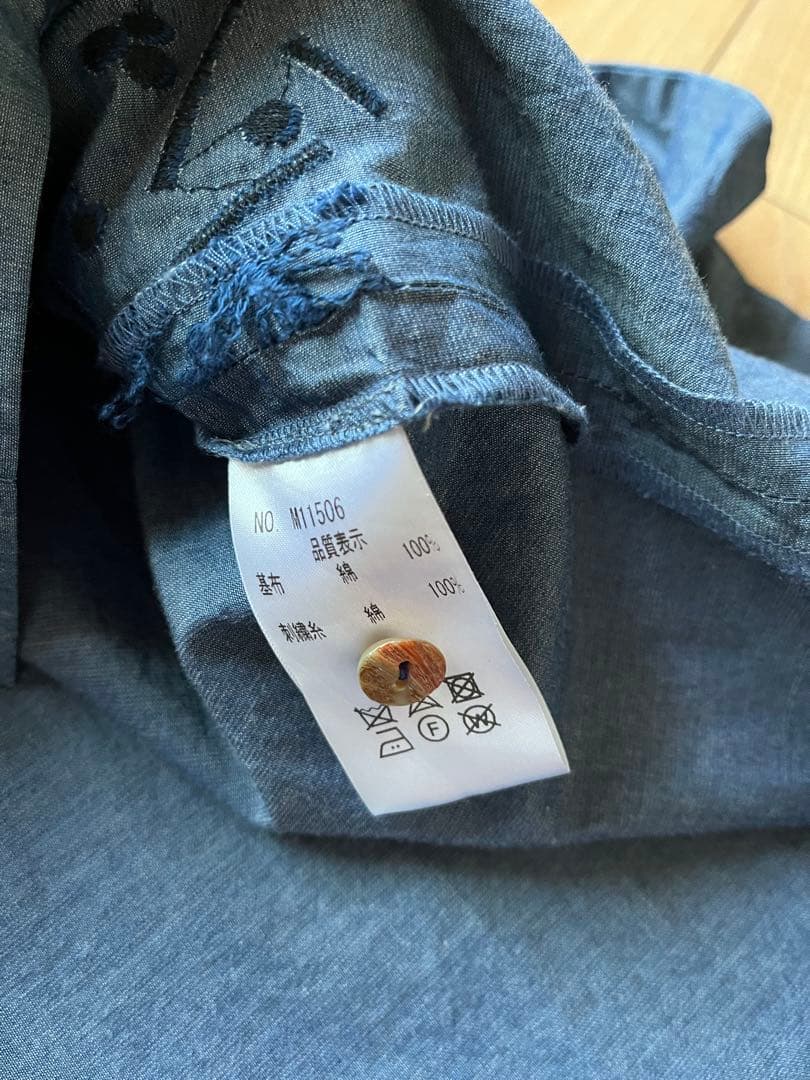 NO. M11506
品質表示
基布 綿 100%
刺繍糸 綿 100%
F
W